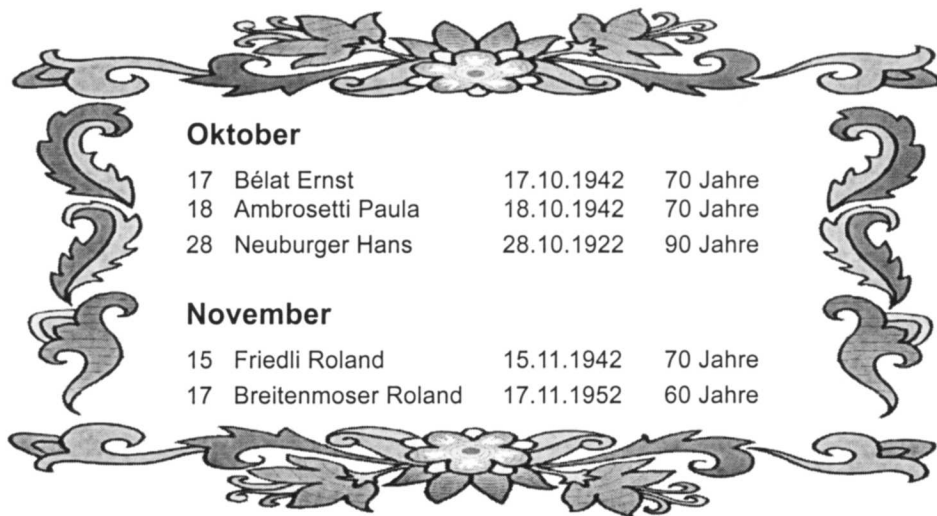 Oktober
17 Bélat Ernst 17.10.1942 70 Jahre
18 Ambrosetti Paula 18.10.1942 70 Jahre
28 Neuburger Hans 28.10.1922 90 Jahre
November
15 Friedli Roland 15.11.1942 70 Jahre
17 Breitenmoser Roland 17.11.1952 60 Jahre